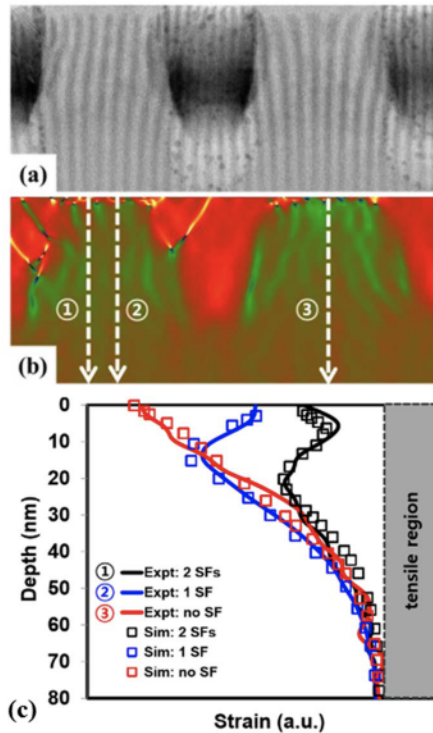 (a)
① ② ③
(b)
0
10
20
30
40
50
60
70
80
Depth (nm)
① Expt: 2 SFs
② Expt: 1 SF
③ Expt: no SF
Sim: 2 SFs
Sim: 1 SF
Sim: no SF
tensile region
(c)
Strain (a.u.)